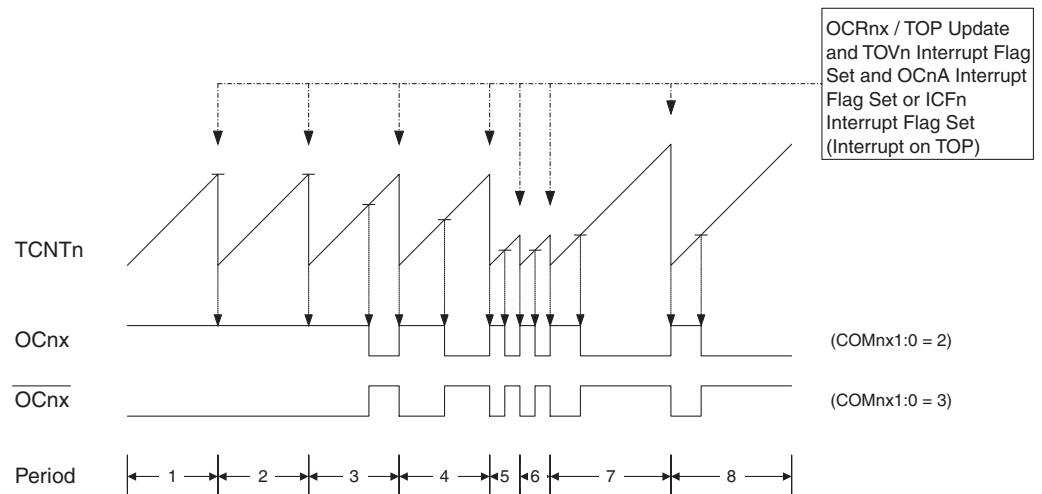 OCRnx / TOP Update
and TOVn Interrupt Flag
Set and OCnA Interrupt
Flag Set or ICFn
Interrupt Flag Set
(Interrupt on TOP)
TCNTn
OCnx (COMnx1:0 = 2)
OCnx (COMnx1:0 = 3)
Period 1 2 3 4 5 6 7 8